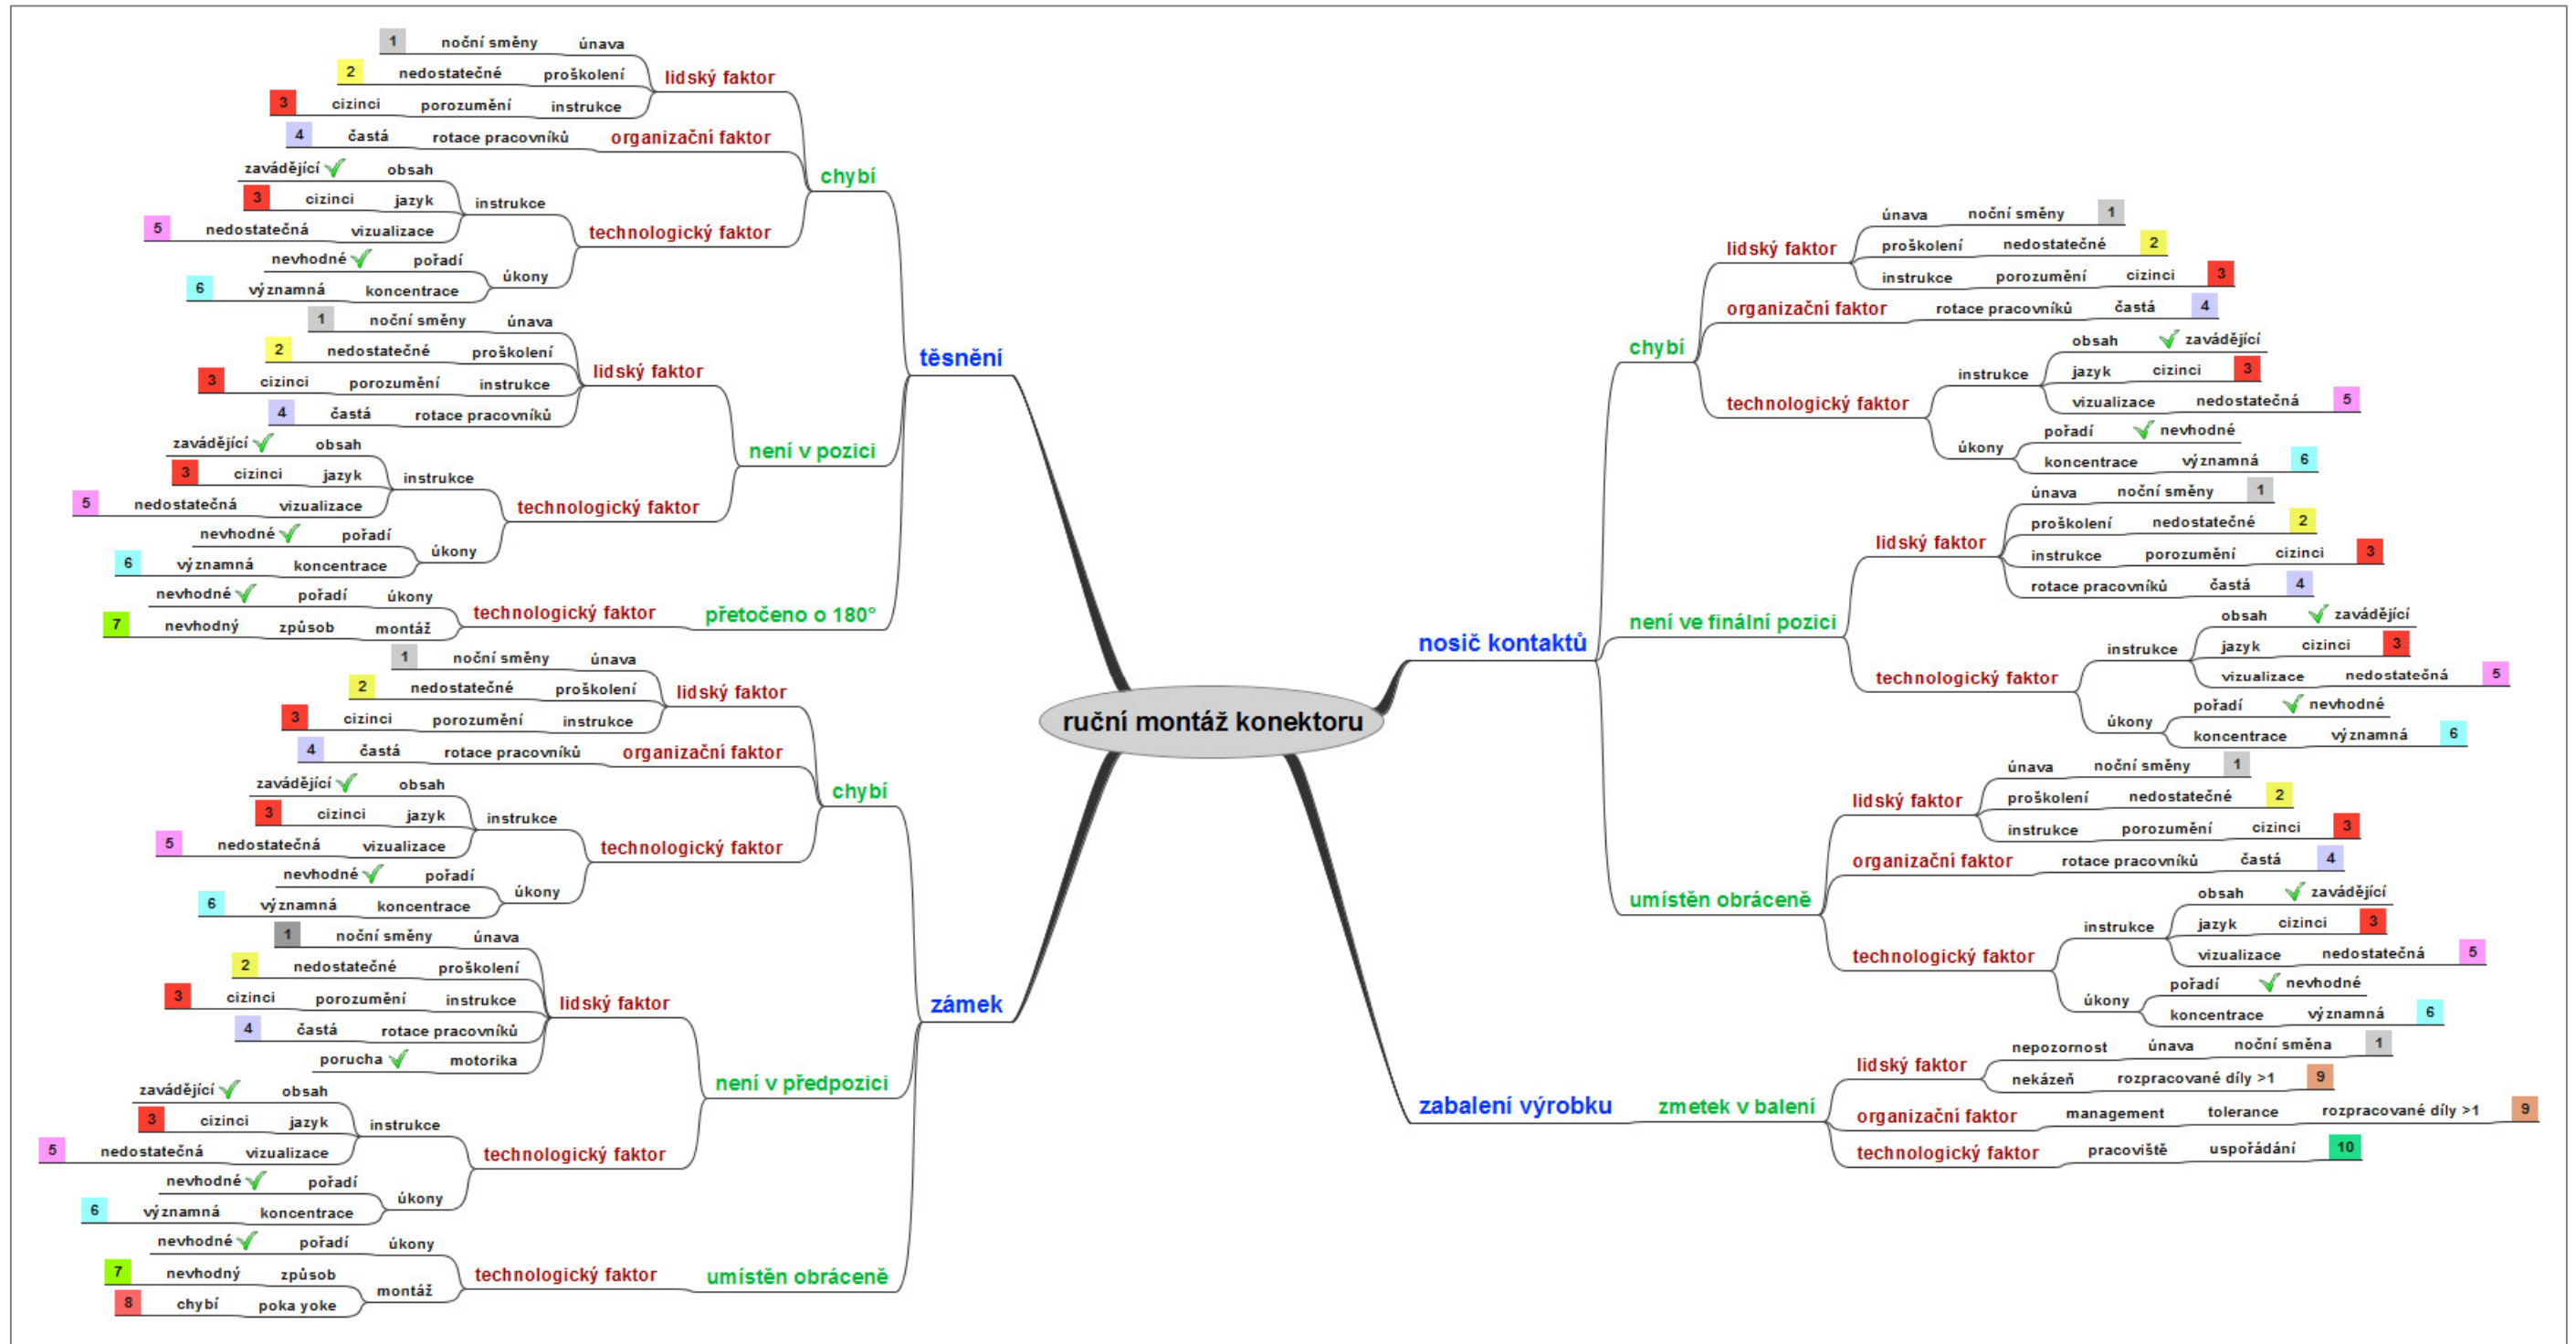 ruční montáž konektoru
těsnění
chybí
lidský faktor
1 noční směny únava
2 nedostatečné proškolení
3 cizinci porozumění instrukce
organizační faktor
4 častá rotace pracovníků
technologický faktor
instrukce
zavádějící obsah
3 cizinci jazyk
5 nedostatečná vizualizace
úkony
nevhodné pořadí
6 významná koncentrace
není v pozici
lidský faktor
1 noční směny únava
2 nedostatečné proškolení
3 cizinci porozumění instrukce
4 častá rotace pracovníků
technologický faktor
instrukce
zavádějící obsah
3 cizinci jazyk
5 nedostatečná vizualizace
úkony
nevhodné pořadí
6 významná koncentrace
přetočeno o 180°
technologický faktor
nevhodné pořadí úkony
7 nevhodný způsob montáž
zámek
chybí
lidský faktor
1 noční směny únava
2 nedostatečné proškolení
3 cizinci porozumění instrukce
organizační faktor
4 častá rotace pracovníků
technologický faktor
instrukce
zavádějící obsah
3 cizinci jazyk
5 nedostatečná vizualizace
úkony
nevhodné pořadí
6 významná koncentrace
není v předpozici
lidský faktor
1 noční směny únava
2 nedostatečné proškolení
3 cizinci porozumění instrukce
4 častá rotace pracovníků
porucha motorika
technologický faktor
instrukce
zavádějící obsah
3 cizinci jazyk
5 nedostatečná vizualizace
úkony
nevhodné pořadí
6 významná koncentrace
umístěn obráceně
technologický faktor
nevhodné pořadí úkony
montáž
7 nevhodný způsob
8 chybí poka yoke
nosič kontaktů
chybí
lidský faktor
únava noční směny 1
proškolení nedostatečné 2
instrukce porozumění cizinci 3
organizační faktor
rotace pracovníků častá 4
technologický faktor
instrukce
obsah zavádějící
jazyk cizinci 3
vizualizace nedostatečná 5
úkony
pořadí nevhodné
koncentrace významná 6
není ve finální pozici
lidský faktor
únava noční směny 1
proškolení nedostatečné 2
instrukce porozumění cizinci 3
rotace pracovníků častá 4
technologický faktor
instrukce
obsah zavádějící
jazyk cizinci 3
vizualizace nedostatečná 5
úkony
pořadí nevhodné
koncentrace významná 6
umístěn obráceně
lidský faktor
únava noční směny 1
proškolení nedostatečné 2
instrukce porozumění cizinci 3
organizační faktor
rotace pracovníků častá 4
technologický faktor
instrukce
obsah zavádějící
jazyk cizinci 3
vizualizace nedostatečná 5
úkony
pořadí nevhodné
koncentrace významná 6
zabalení výrobku
zmetek v balení
lidský faktor
nepozornost únava noční směna 1
nekázeň rozpracované díly >1 9
organizační faktor
management tolerance rozpracované díly >1 9
technologický faktor
pracoviště uspořádání 10